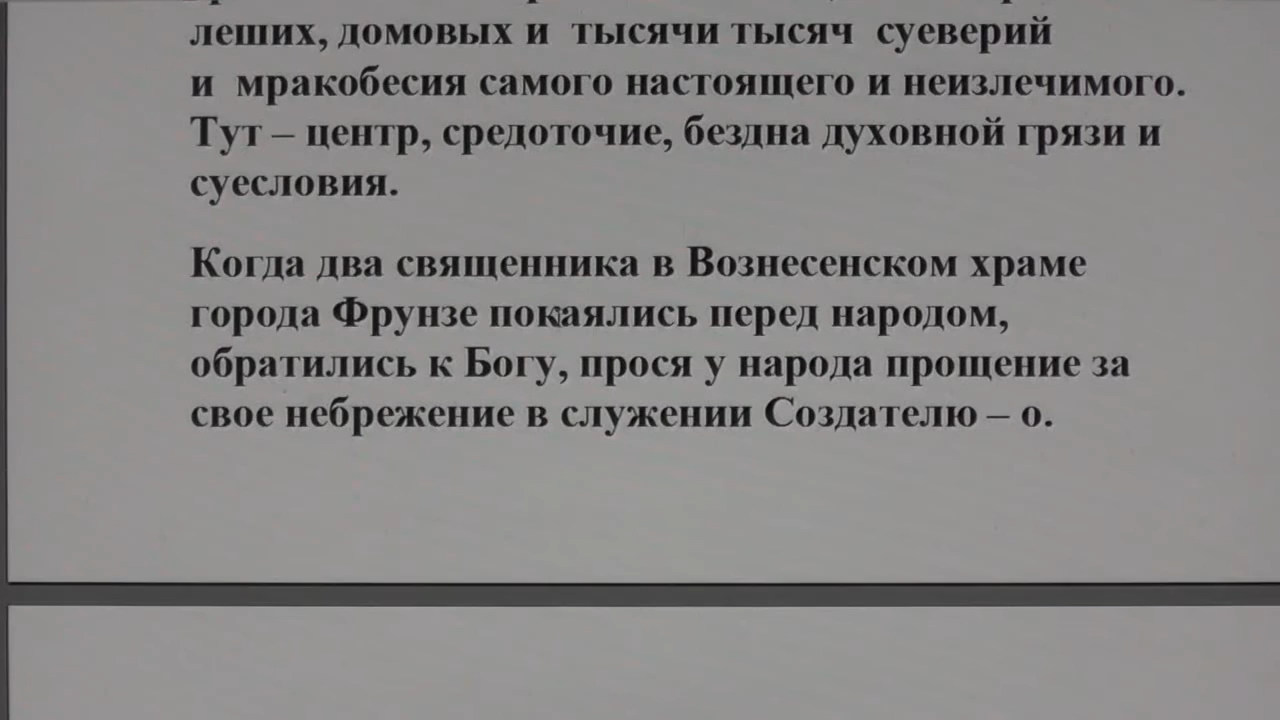 леших, домовых и тысячи тысяч суеверий
и мракобесия самого настоящего и неизлечимого.
Тут – центр, средоточие, бездна духовной грязи и
суесловия.
Когда два священника в Вознесенском храме
города Фрунзе покаялись перед народом,
обратились к Богу, прося у народа прощение за
свое небрежение в служении Создателю – о.